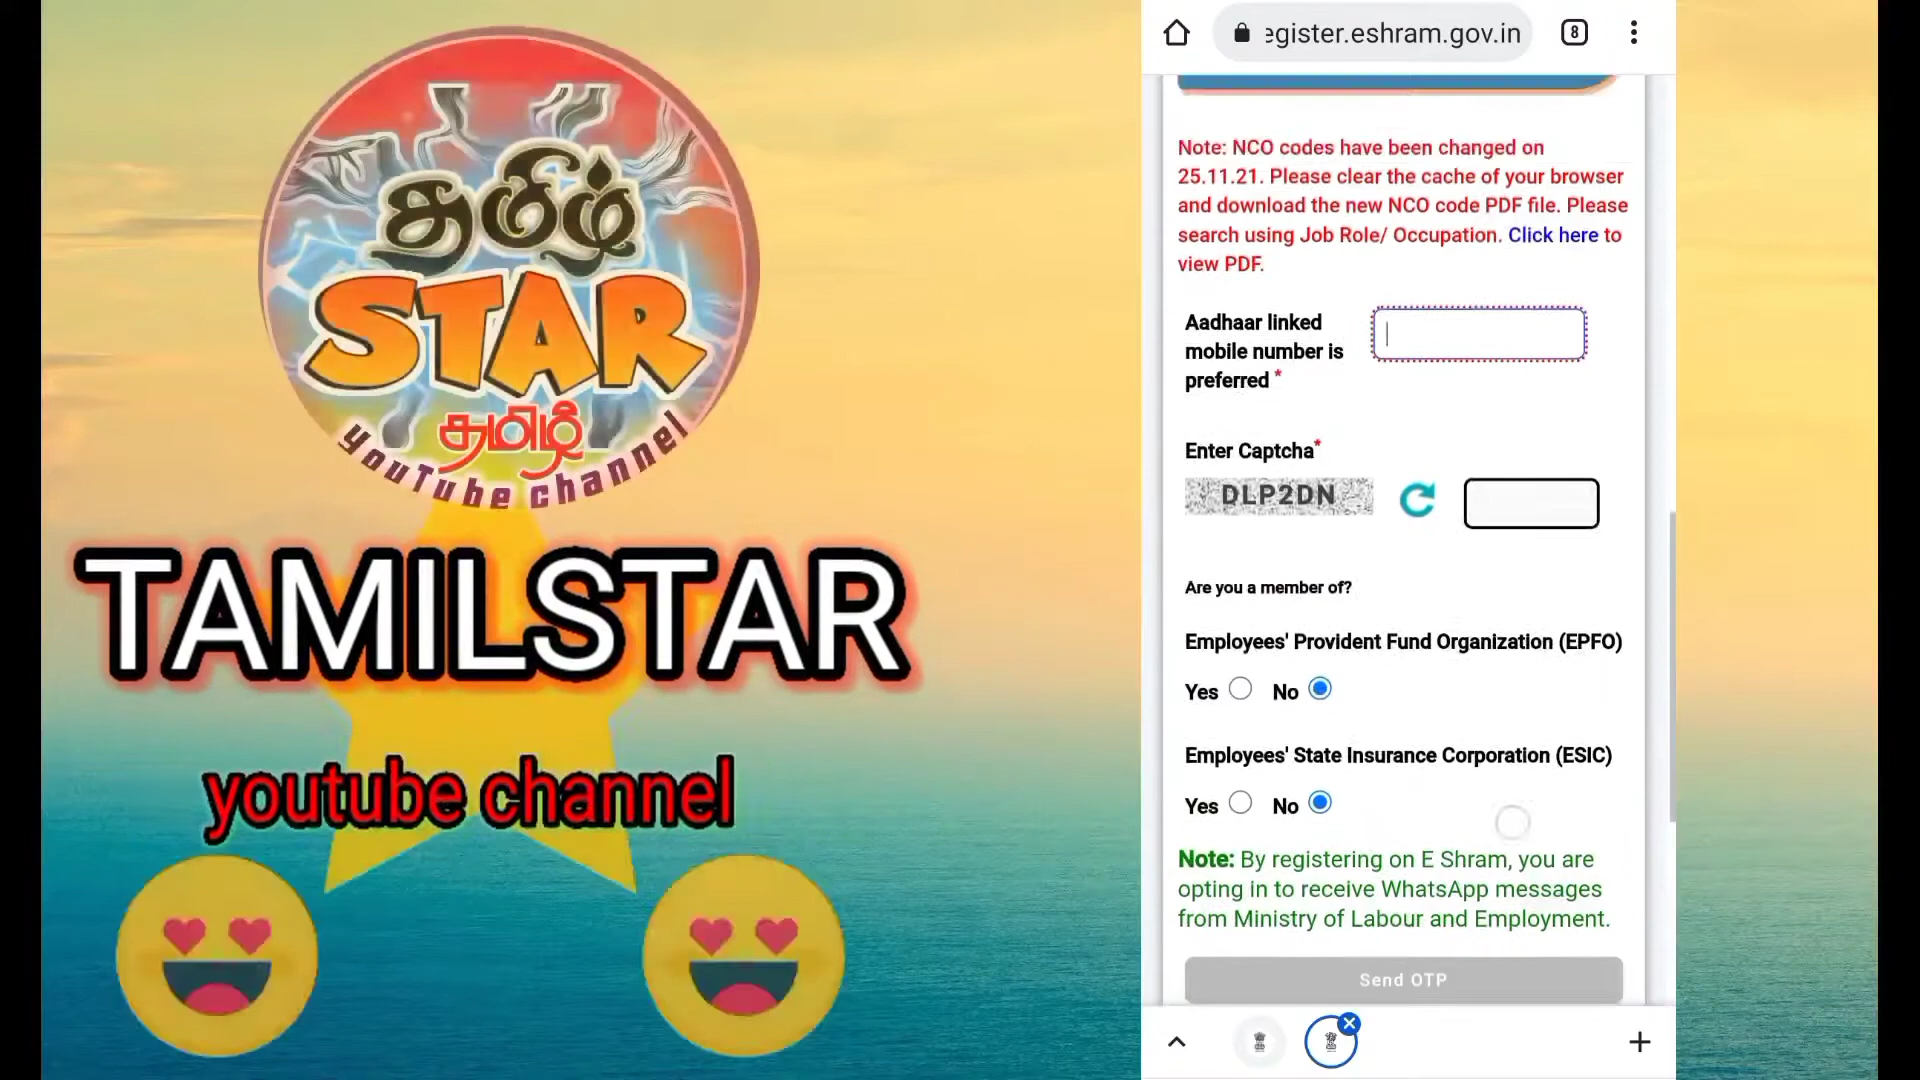 தமிழ்
STAR
தமிழ்
youTube channel
TAMILSTAR
youtube channel
egister.eshram.gov.in
8
Note: NCO codes have been changed on
25.11.21. Please clear the cache of your browser
and download the new NCO code PDF file. Please
search using Job Role/ Occupation. Click here to
view PDF.
Aadhaar linked
mobile number is
preferred *
Enter Captcha*
DLP2DN
Are you a member of?
Employees' Provident Fund Organization (EPFO)
Yes No
Employees' State Insurance Corporation (ESIC)
Yes No
Note: By registering on E Shram, you are
opting in to receive WhatsApp messages
from Ministry of Labour and Employment.
Send OTP